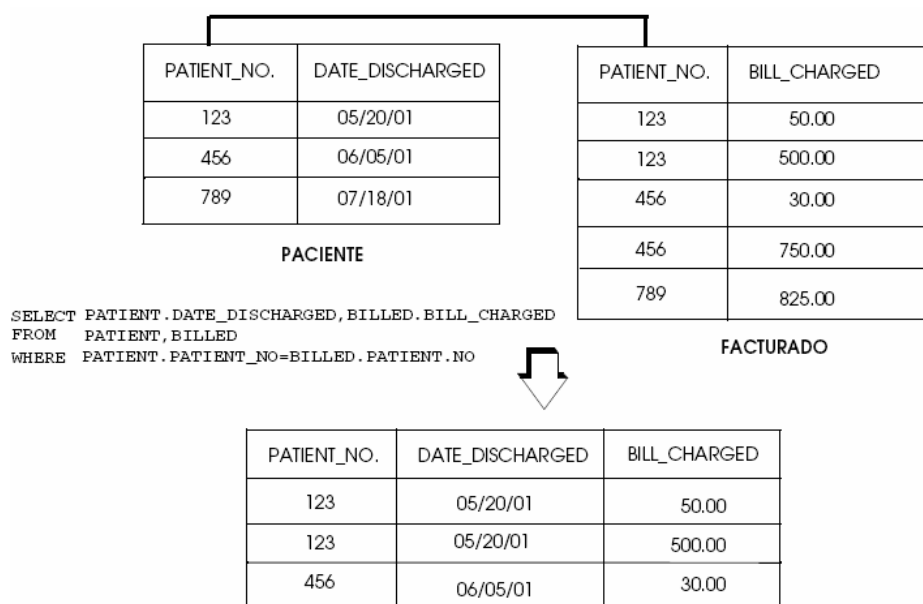 PATIENT_NO. DATE_DISCHARGED
123 05/20/01
456 06/05/01
789 07/18/01
PACIENTE
PATIENT_NO. BILL_CHARGED
123 50.00
123 500.00
456 30.00
456 750.00
789 825.00
FACTURADO
SELECT PATIENT.DATE_DISCHARGED,BILLED.BILL_CHARGED
FROM PATIENT,BILLED
WHERE PATIENT.PATIENT_NO=BILLED.PATIENT.NO
PATIENT_NO. DATE_DISCHARGED BILL_CHARGED
123 05/20/01 50.00
123 05/20/01 500.00
456 06/05/01 30.00